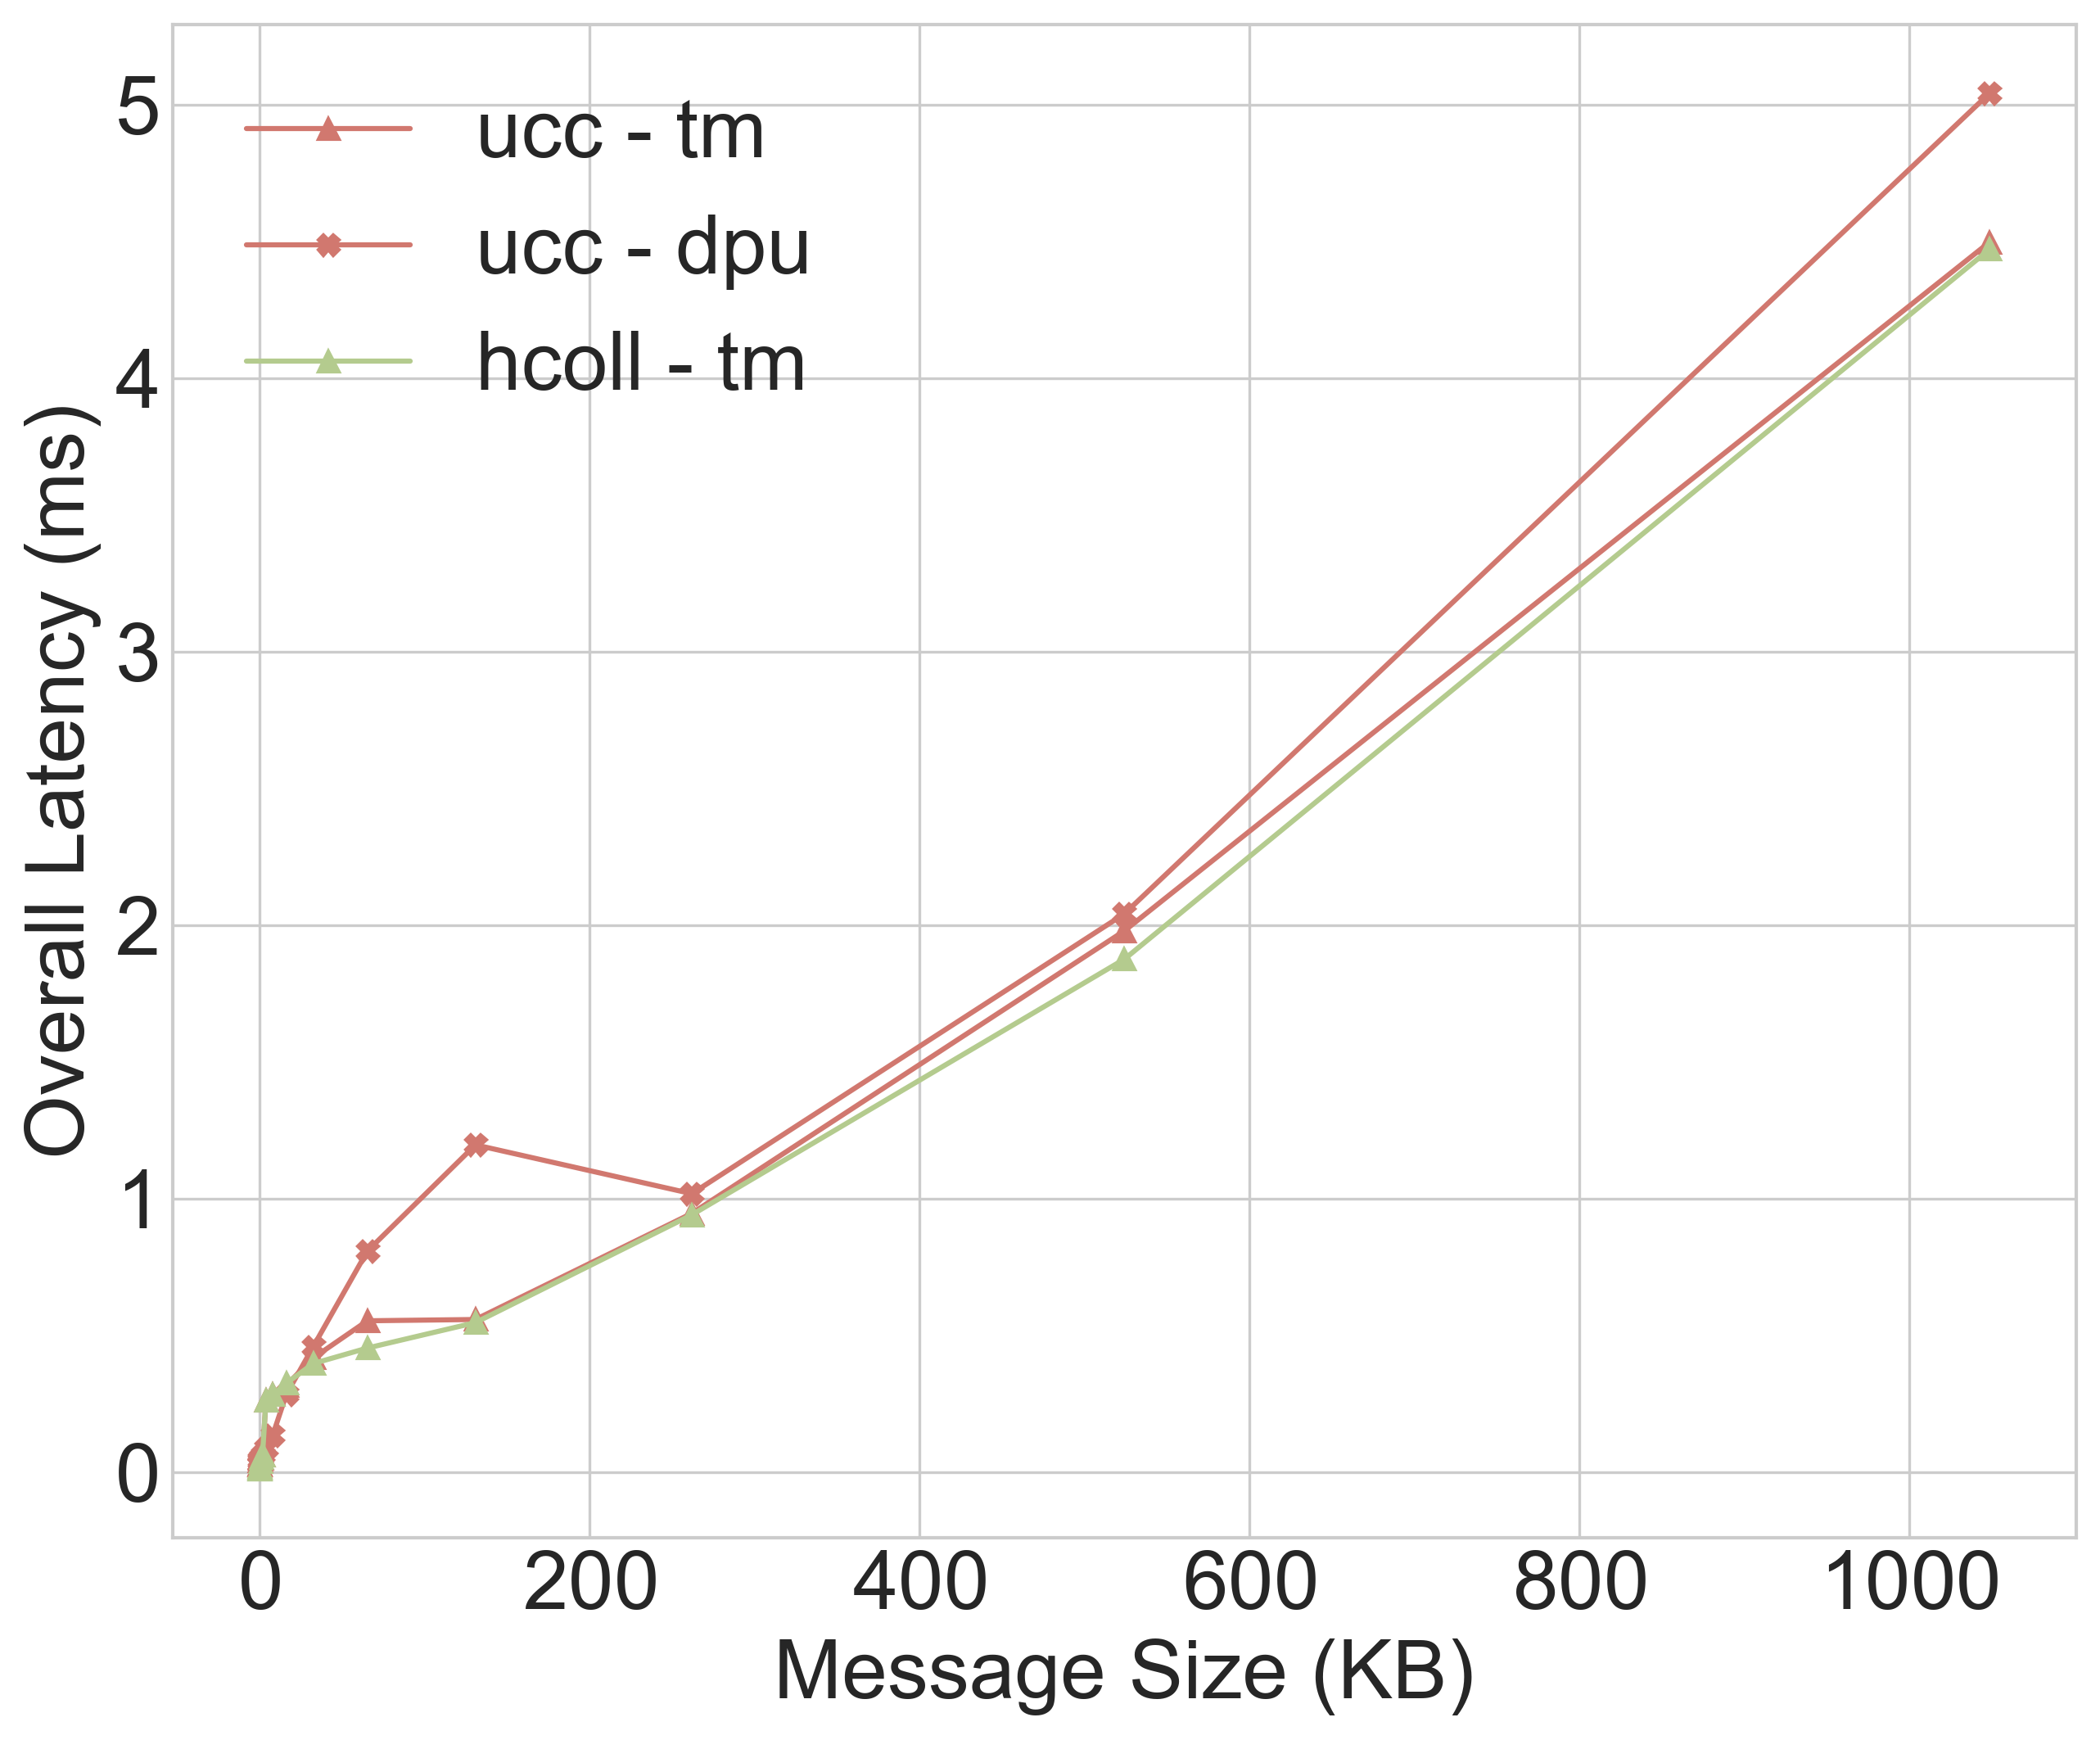 ucc - tm
ucc - dpu
hcoll - tm
Overall Latency (ms)
5
4
3
2
1
0
0 200 400 600 800 1000
Message Size (KB)